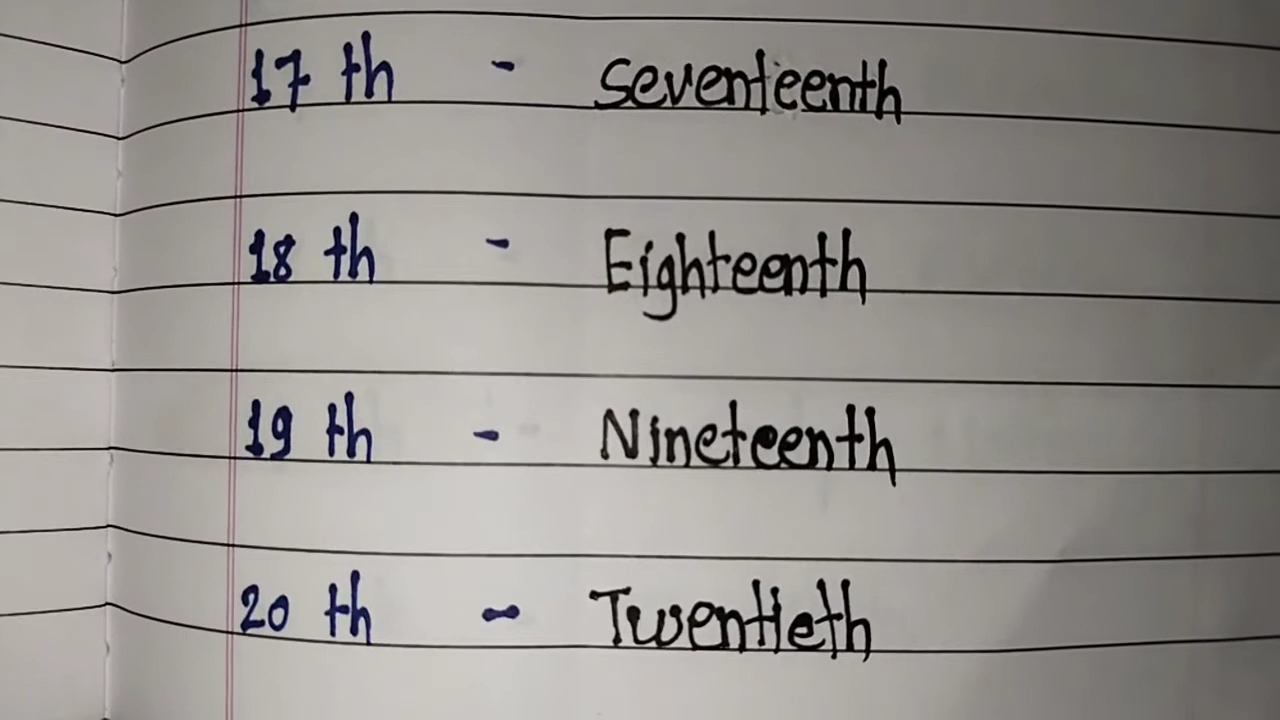 17 th - Seventeenth
18 th - Eighteenth
19 th - Nineteenth
20 th - Twentieth